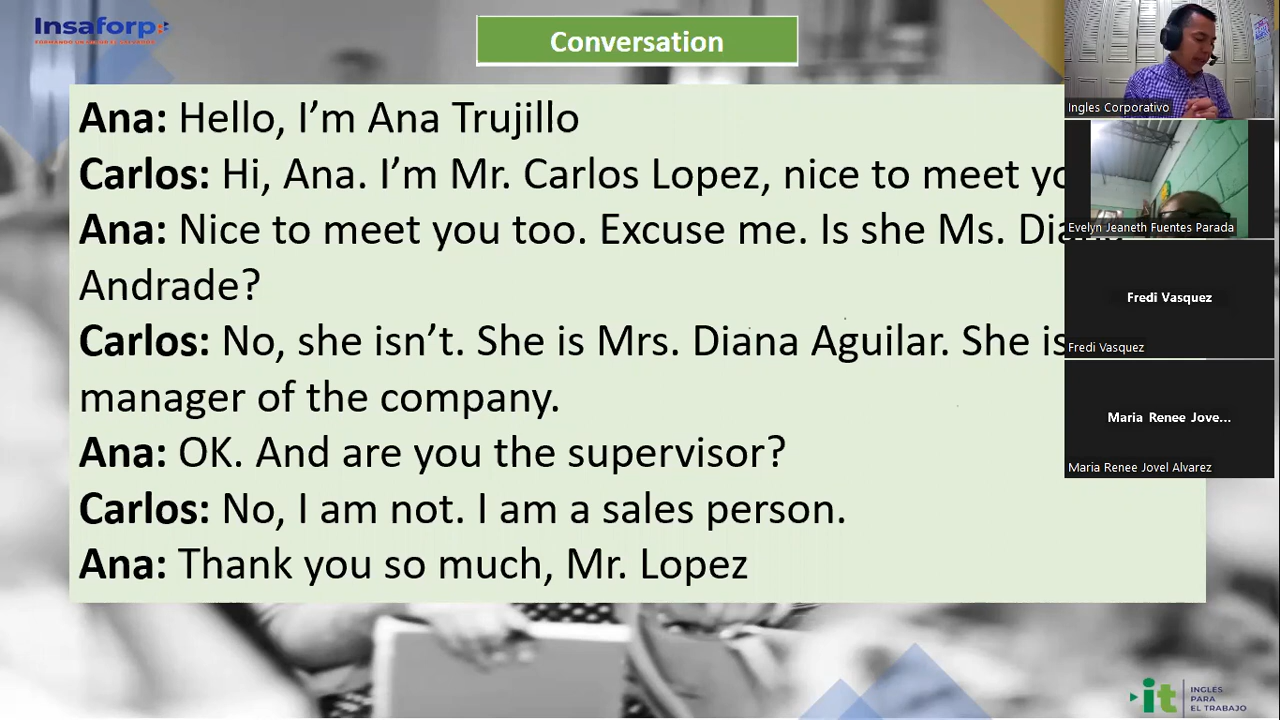 Insaforp
Conversation
Ana: Hello, I’m Ana Trujillo
Carlos: Hi, Ana. I’m Mr. Carlos Lopez, nice to meet
Ana: Nice to meet you too. Excuse me. Is she Ms. Diana
Andrade?
Carlos: No, she isn’t. She is Mrs. Diana Aguilar. She is
manager of the company.
Ana: OK. And are you the supervisor?
Carlos: No, I am not. I am a sales person.
Ana: Thank you so much, Mr. Lopez
Ingles Corporativo
Evelyn Jeaneth Fuentes Parada
Fredi Vasquez
Fredi Vasquez
Maria Renee Jove...
Maria Renee Jovel Alvarez
it
INGLES
PARA
EL TRABAJO